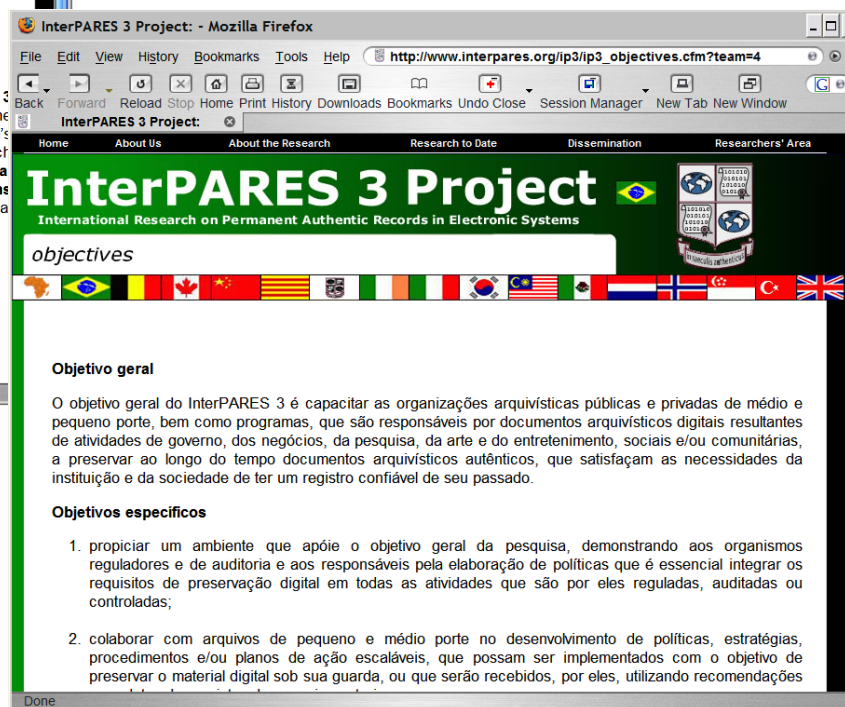 InterPARES 3 Project: - Mozilla Firefox
File Edit View History Bookmarks Tools Help http://www.interpares.org/ip3/ip3_objectives.cfm?team=4
Back Forward Reload Stop Home Print History Downloads Bookmarks Undo Close Session Manager New Tab New Window
InterPARES 3 Project:
Home About Us About the Research Research to Date Dissemination Researchers' Area
InterPARES 3 Project
International Research on Permanent Authentic Records in Electronic Systems
objectives
Objetivo geral
O objetivo geral do InterPARES 3 é capacitar as organizações arquivísticas públicas e privadas de médio e
pequeno porte, bem como programas, que são responsáveis por documentos arquivísticos digitais resultantes
de atividades de governo, dos negócios, da pesquisa, da arte e do entretenimento, sociais e/ou comunitárias,
a preservar ao longo do tempo documentos arquivísticos autênticos, que satisfaçam as necessidades da
instituição e da sociedade de ter um registro confiável de seu passado.
Objetivos específicos
1. propiciar um ambiente que apóie o objetivo geral da pesquisa, demonstrando aos organismos
reguladores e de auditoria e aos responsáveis pela elaboração de políticas que é essencial integrar os
requisitos de preservação digital em todas as atividades que são por eles reguladas, auditadas ou
controladas;
2. colaborar com arquivos de pequeno e médio porte no desenvolvimento de políticas, estratégias,
procedimentos e/ou planos de ação escaláveis, que possam ser implementados com o objetivo de
preservar o material digital sob sua guarda, ou que serão recebidos, por eles, utilizando recomendações
Done